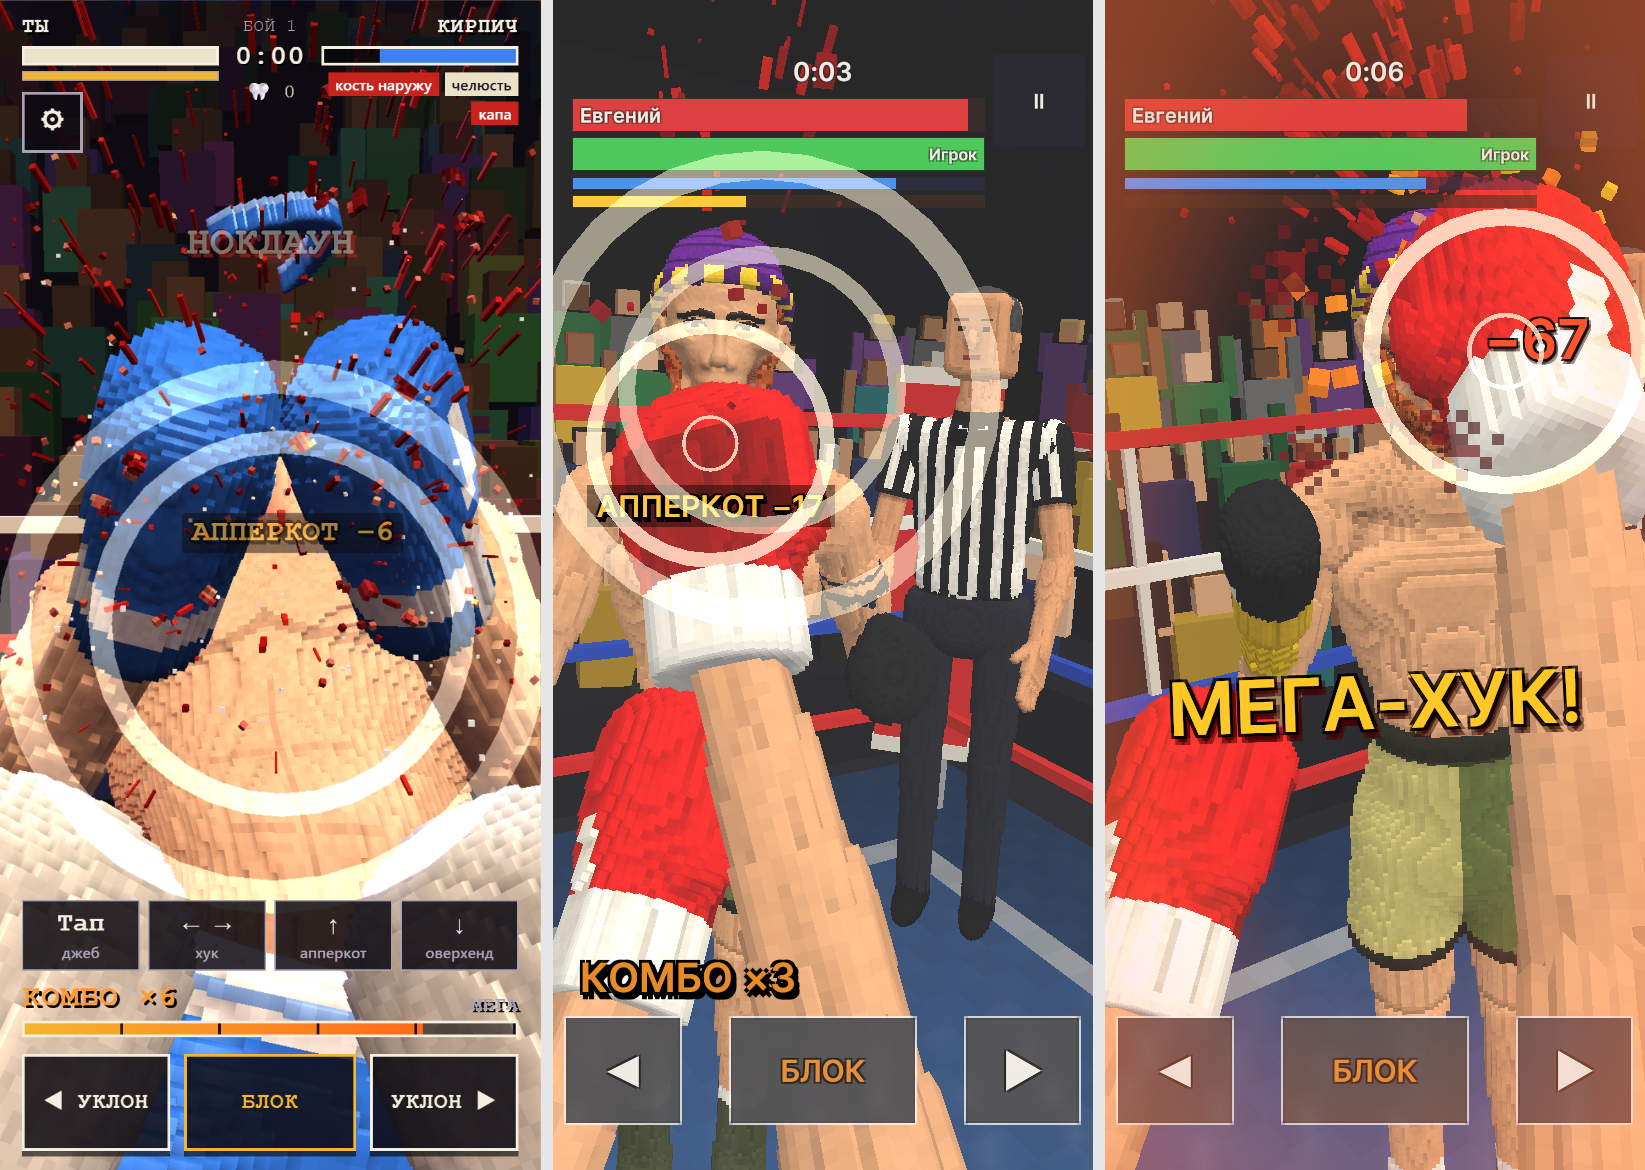 ТЫ
БОЙ 1
КИРПИЧ
0:00
0
кость наружу
челюсть
капа
НОКДАУН
АППЕРКОТ −6
Тап
джеб
← →
хук
↑
апперкот
↓
оверхенд
КОМБО ×6
МЕГА
◀ УКЛОН
БЛОК
УКЛОН ▶
0:03
Евгений
Игрок
АППЕРКОТ −17
КОМБО ×3
◀
БЛОК
▶
0:06
Евгений
Игрок
−67
МЕГА-ХУК!
◀
БЛОК
▶